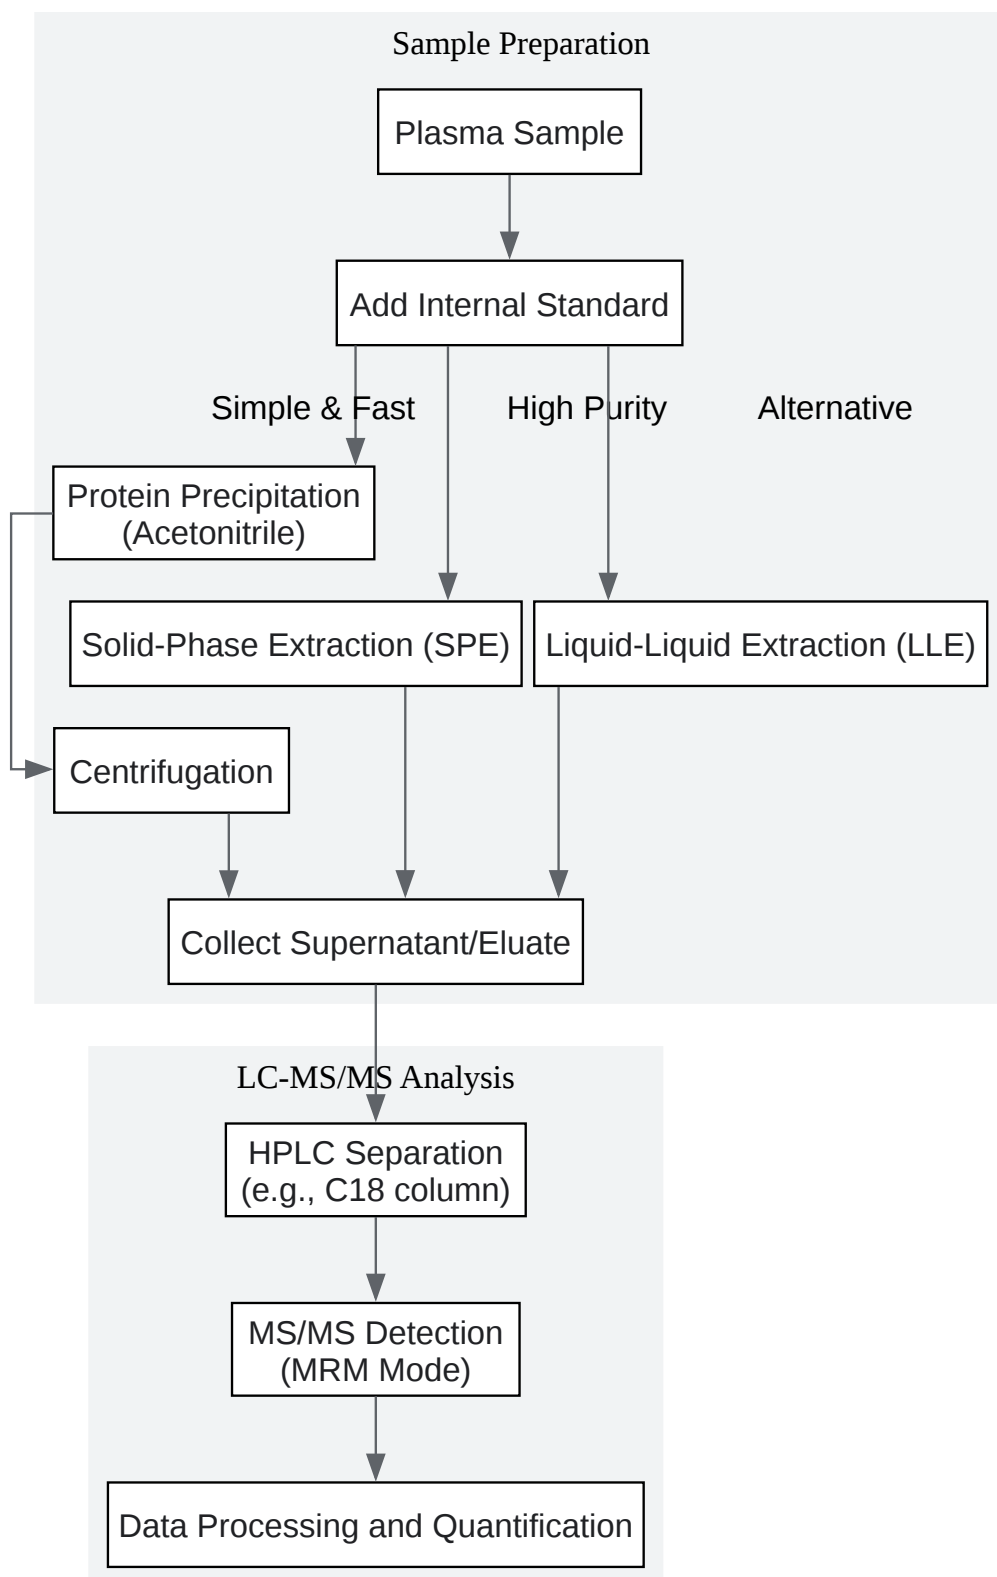 Sample Preparation
Plasma Sample
Add Internal Standard
Simple & Fast
High Purity
Alternative
Protein Precipitation
(Acetonitrile)
Solid-Phase Extraction (SPE)
Liquid-Liquid Extraction (LLE)
Centrifugation
Collect Supernatant/Eluate
LC-MS/MS Analysis
HPLC Separation
(e.g., C18 column)
MS/MS Detection
(MRM Mode)
Data Processing and Quantification